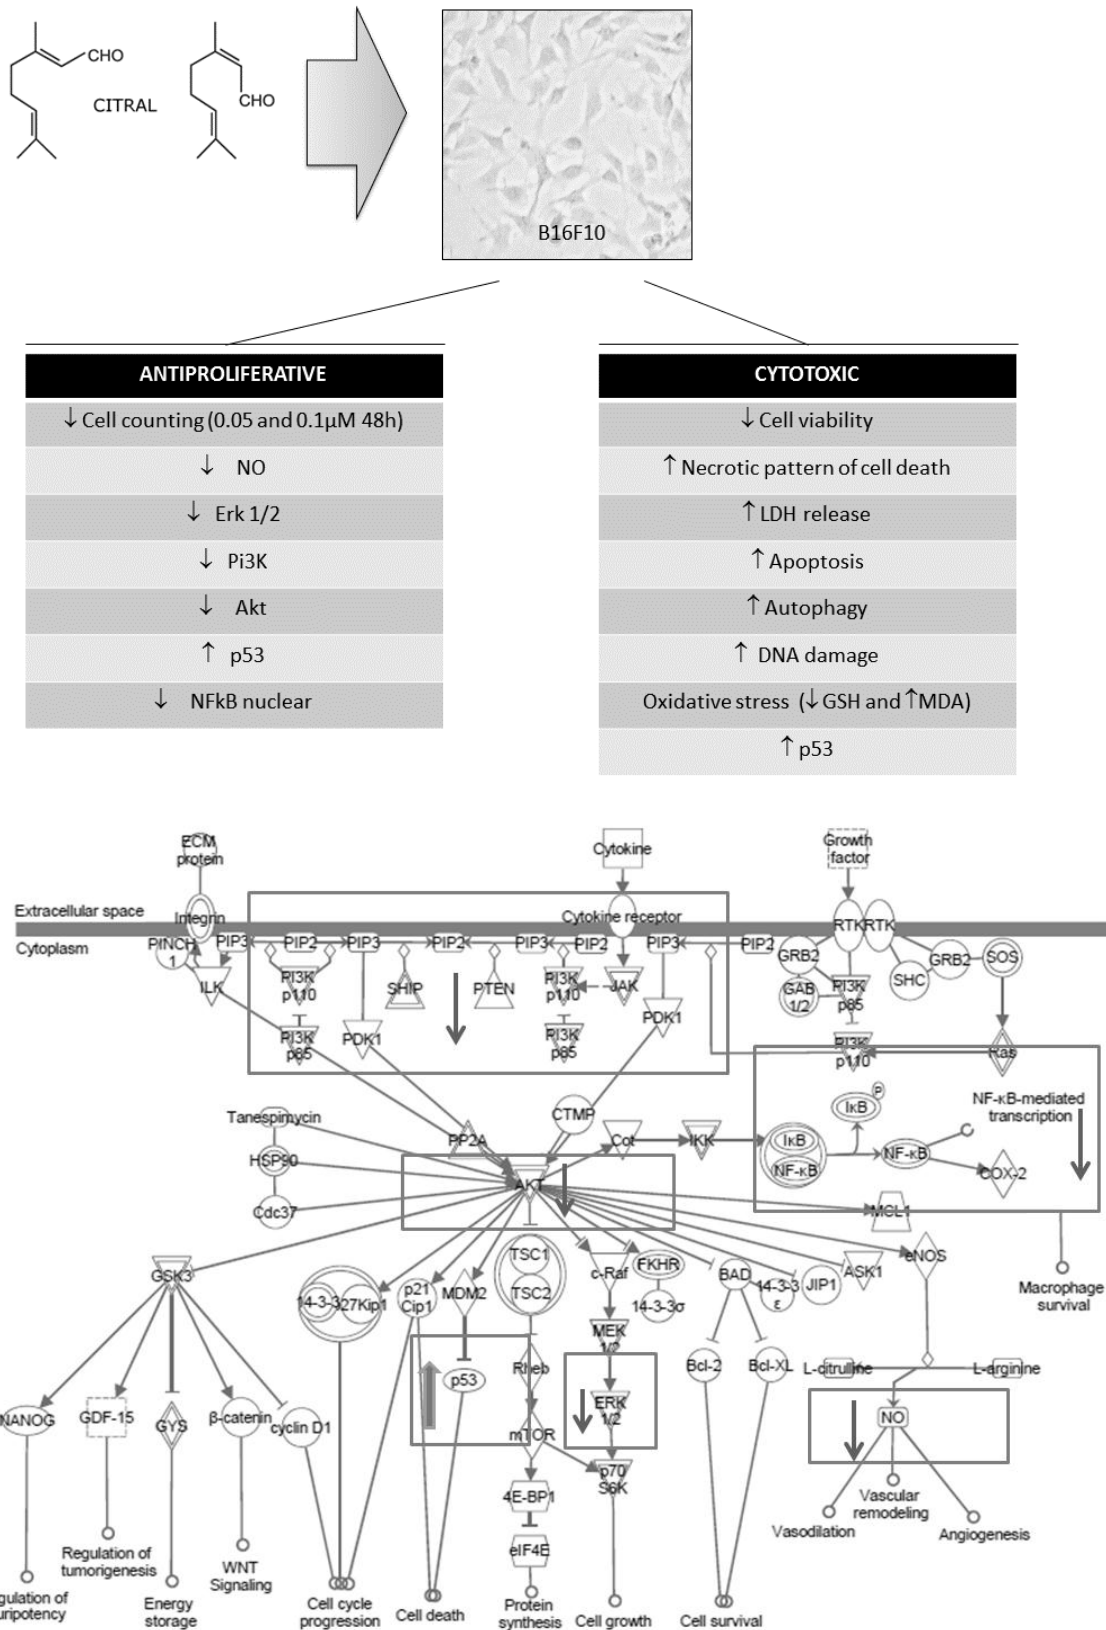 CHO
CITRAL
CHO
B16F10
ANTIPROLIFERATIVE
↓ Cell counting (0.05 and 0.1µM 48h)
↓ NO
↓ Erk 1/2
↓ Pi3K
↓ Akt
↑ p53
↓ NFkB nuclear
CYTOTOXIC
↓ Cell viability
↑ Necrotic pattern of cell death
↑ LDH release
↑ Apoptosis
↑ Autophagy
↑ DNA damage
Oxidative stress (↓GSH and ↑MDA)
↑ p53
ECM
protein
Cytokine
Growth
factor
Extracellular space
Integrin
Cytokine receptor
RTK RTK
Cytoplasm
PINCH
1
PIP3
PIP2
PIP3
PIP2
PIP3
PIP2
PIP3
PIP2
GRB2
GRB2
SOS
ILK
PI3K
p110
SHIP
PTEN
PI3K
p110
JAK
GAB
1/2
PI3K
p85
SHC
PI3K
p85
PDK1
PI3K
p85
PDK1
PI3K
p110
Ras
Tanespimycin
PP2A
CTMP
Cot
IKK
IκB
NF-κB
IκB
P
NF-κB
NF-κB-mediated
transcription
COX-2
HSP90
Cdc37
AKT
MCL1
GSK3
14-3-3
27Kip1
p21
Cip1
MDM2
TSC1
TSC2
c-Raf
FKHR
14-3-3σ
BAD
14-3-3
ε
JIP1
ASK1
eNOS
Macrophage
survival
MEK
1/2
Rheb
p53
ERK
1/2
Bcl-2
Bcl-XL
L-citrulline
L-arginine
NANOG
GDF-15
GYS
β-catenin
cyclin D1
mTOR
NO
p70
S6K
4E-BP1
eIF4E
Vasodilation
Vascular
remodeling
Angiogenesis
gulation of
uripotency
Regulation of
tumorigenesis
Energy
storage
WNT
Signaling
Cell cycle
progression
Cell death
Protein
synthesis
Cell growth
Cell survival